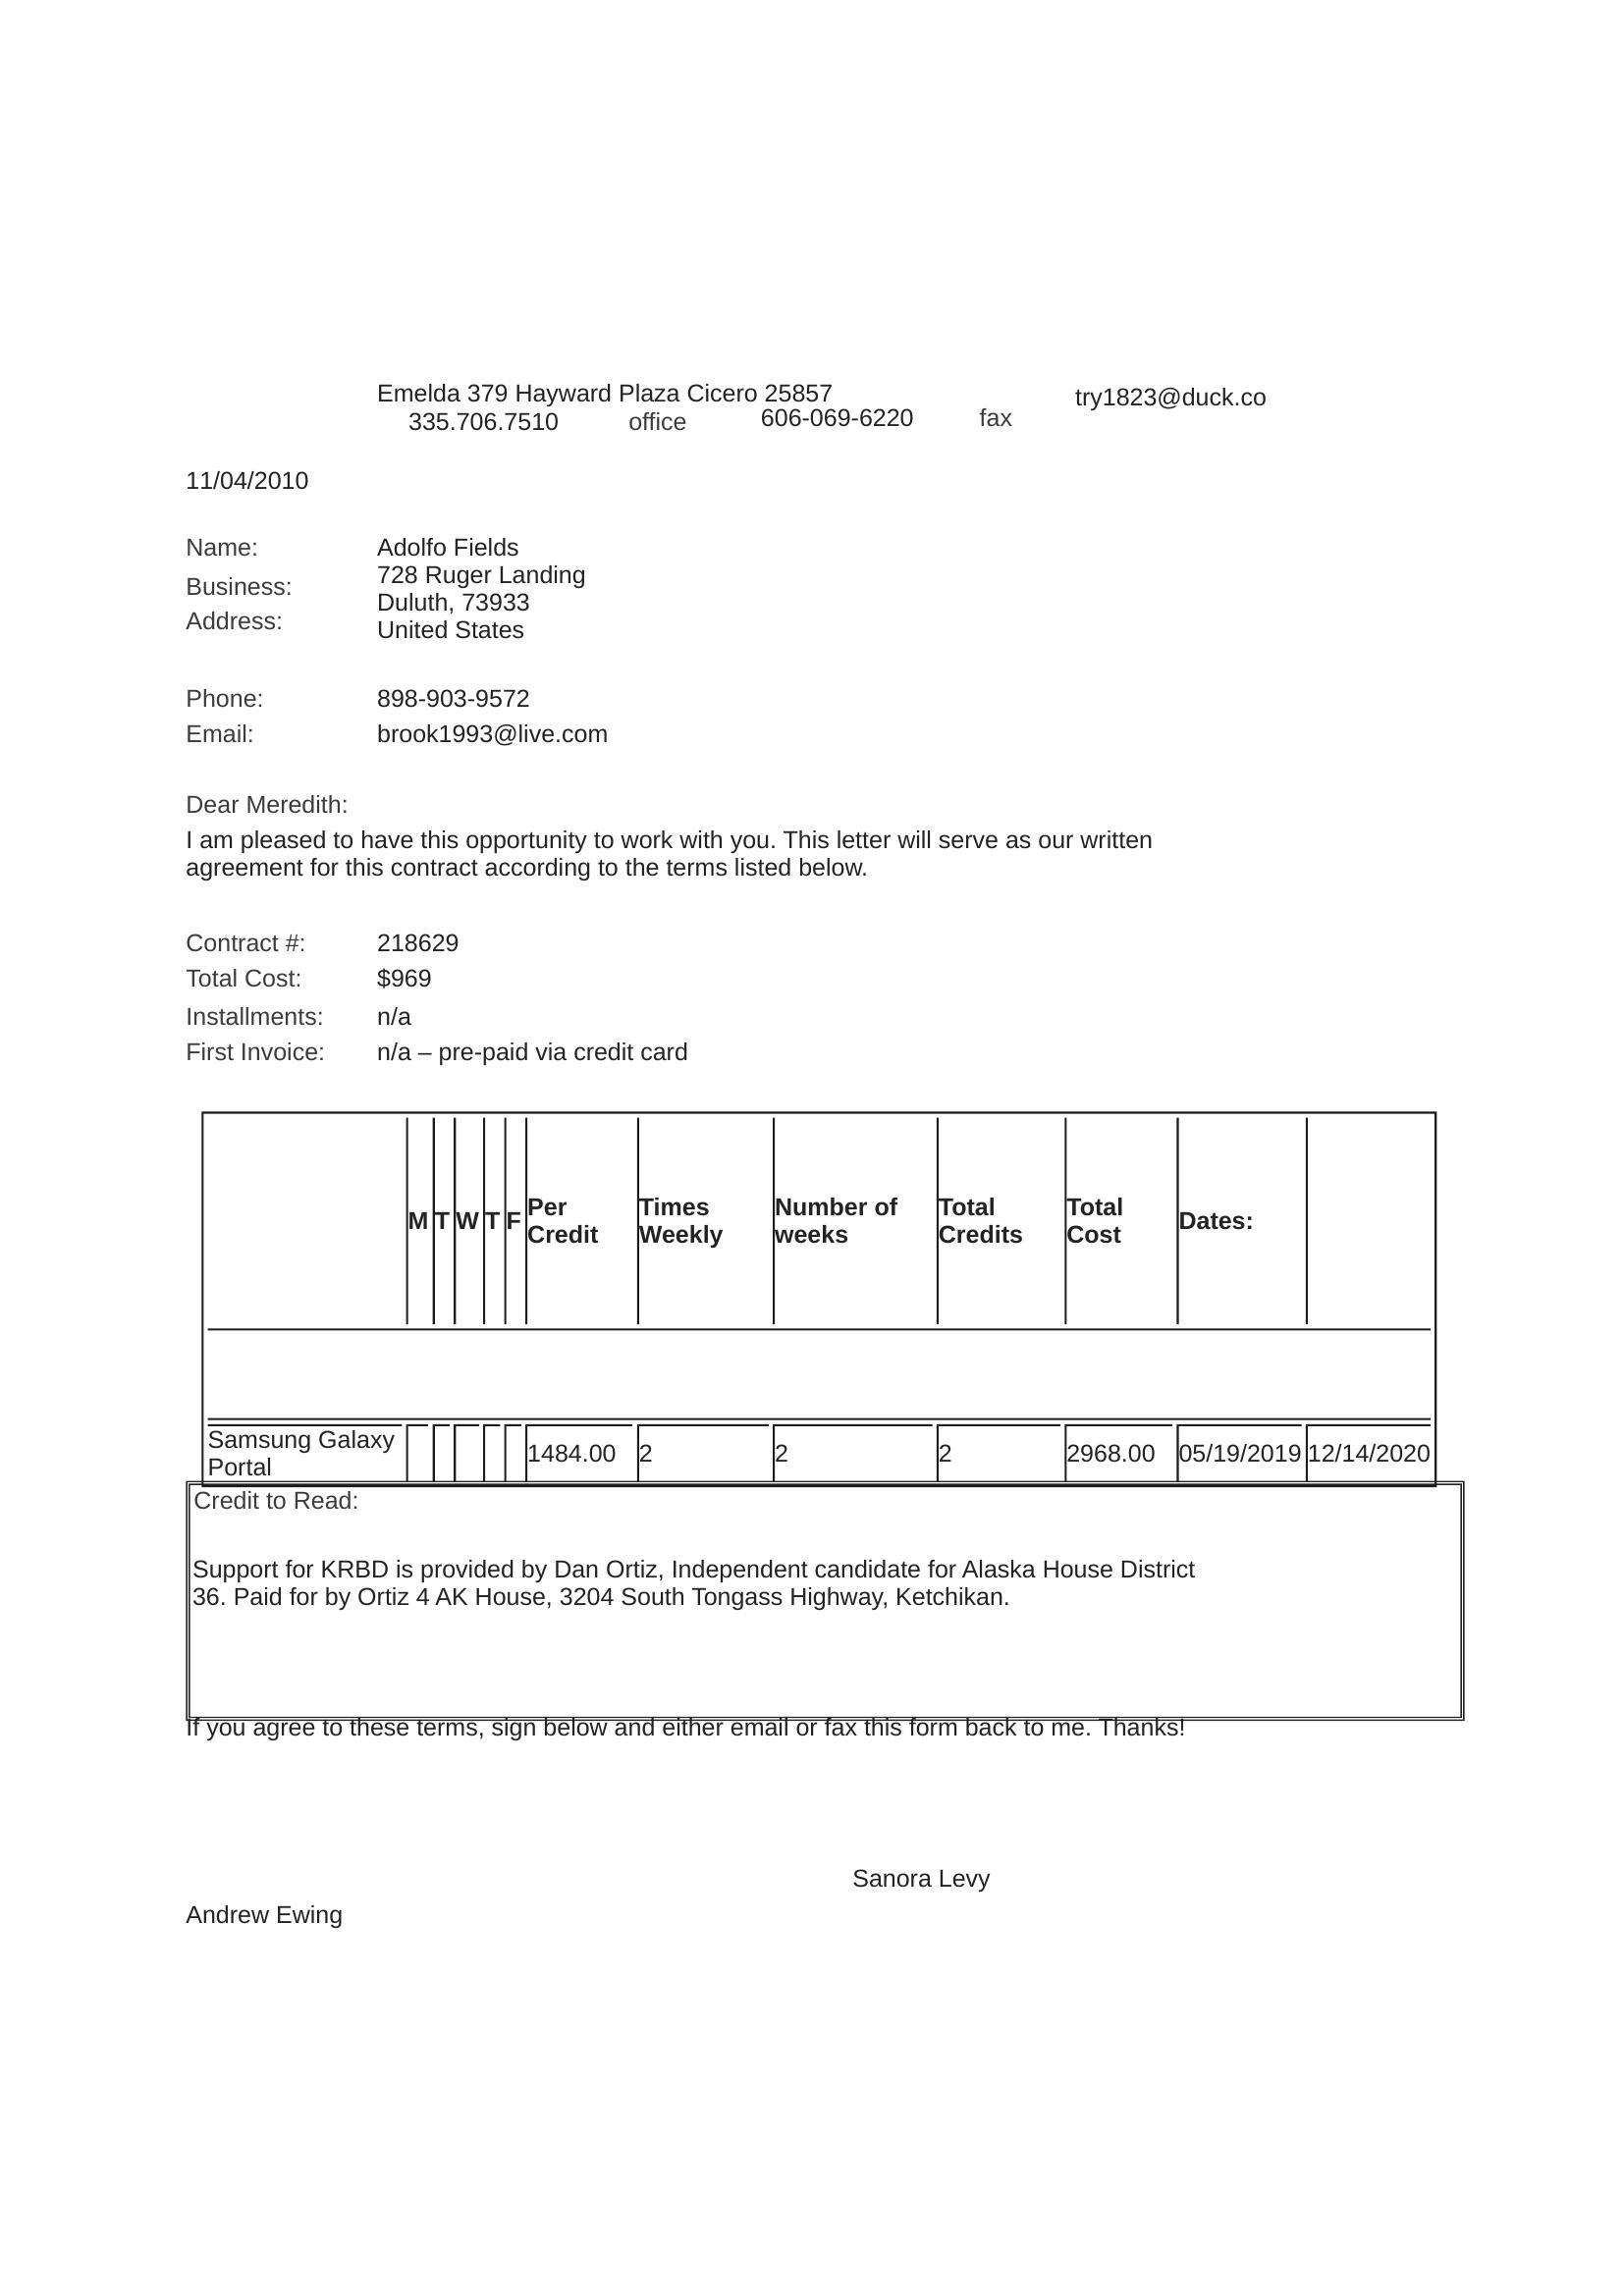 Emelda 379 Hayward Plaza Cicero 25857 try1823@duck.co
335.706.7510 office 606-069-6220 fax
11/04/2010
Name: Adolfo Fields
Business: 728 Ruger Landing
Duluth, 73933
Address: United States
Phone: 898-903-9572
Email: brook1993@live.com
Dear Meredith:
I am pleased to have this opportunity to work with you. This letter will serve as our written
agreement for this contract according to the terms listed below.
Contract #: 218629
Total Cost: $969
Installments: n/a
First Invoice: n/a – pre-paid via credit card
M T W T F Per Credit Times Weekly Number of weeks Total Credits Total Cost Dates:
Samsung Galaxy Portal 1484.00 2 2 2 2968.00 05/19/2019 12/14/2020
Credit to Read:
Support for KRBD is provided by Dan Ortiz, Independent candidate for Alaska House District
36. Paid for by Ortiz 4 AK House, 3204 South Tongass Highway, Ketchikan.
If you agree to these terms, sign below and either email or fax this form back to me. Thanks!
Sanora Levy
Andrew Ewing